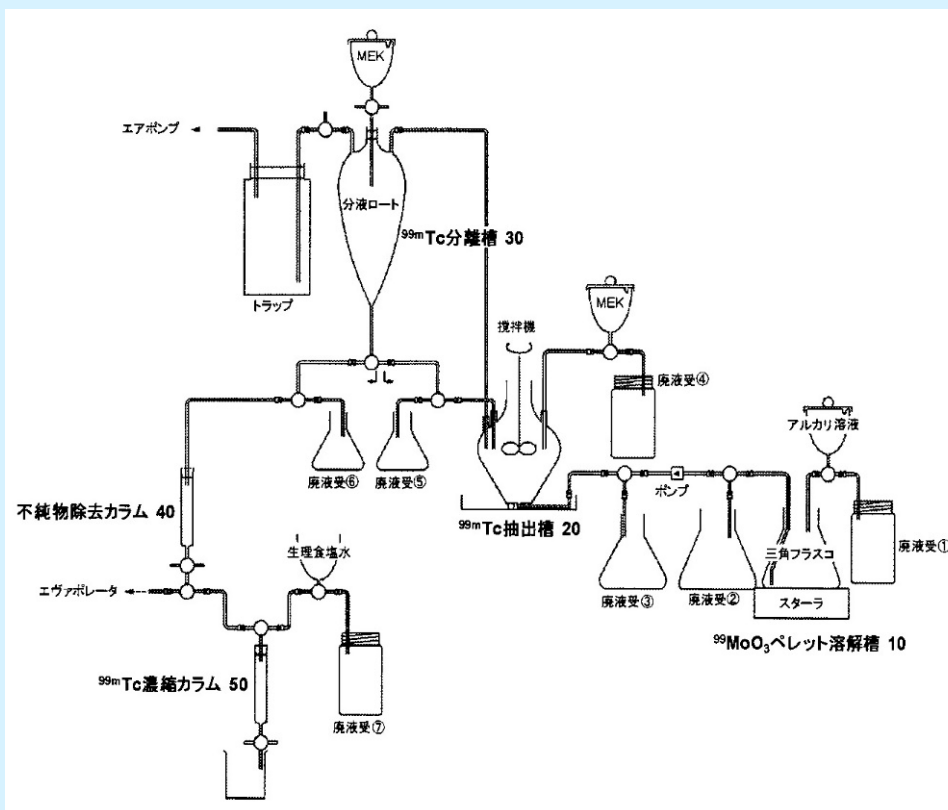 MEK
エアポンプ
分液ロート
⁹⁹ᵐTc分離槽 30
トラップ
MEK
撹拌機
廃液受④
アルカリ溶液
廃液受⑥
廃液受⑤
ポンプ
不純物除去カラム 40
⁹⁹ᵐTc抽出槽 20
生理食塩水
三角フラスコ
廃液受①
エヴァポレータ
廃液受③
廃液受②
スターラ
⁹⁹MoO₃ペレット溶解槽 10
⁹⁹ᵐTc濃縮カラム 50
廃液受⑦